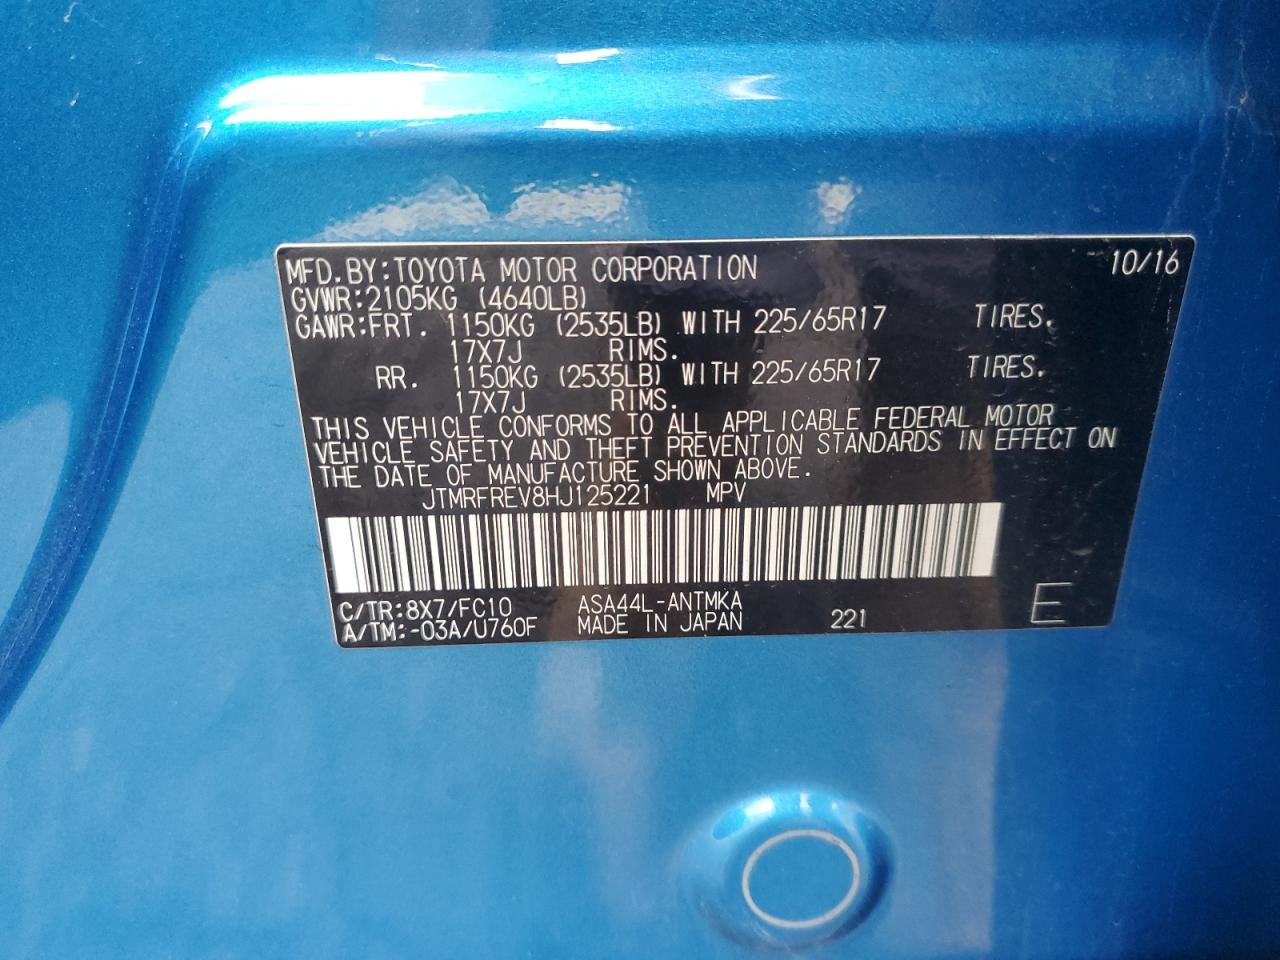 MFD.BY:TOYOTA MOTOR CORPORATION 10/16
GVWR:2105KG (4640LB)
GAWR:FRT. 1150KG (2535LB) WITH 225/65R17 TIRES.
17X7J RIMS.
RR. 1150KG (2535LB) WITH 225/65R17 TIRES.
17X7J RIMS.
THIS VEHICLE CONFORMS TO ALL APPLICABLE FEDERAL MOTOR
VEHICLE SAFETY AND THEFT PREVENTION STANDARDS IN EFFECT ON
THE DATE OF MANUFACTURE SHOWN ABOVE.
JTMRFREV8HJ125221 MPV
C/TR:8X7/FC10 ASA44L-ANTMKA
A/TM:-03A/U760F MADE IN JAPAN 221 E